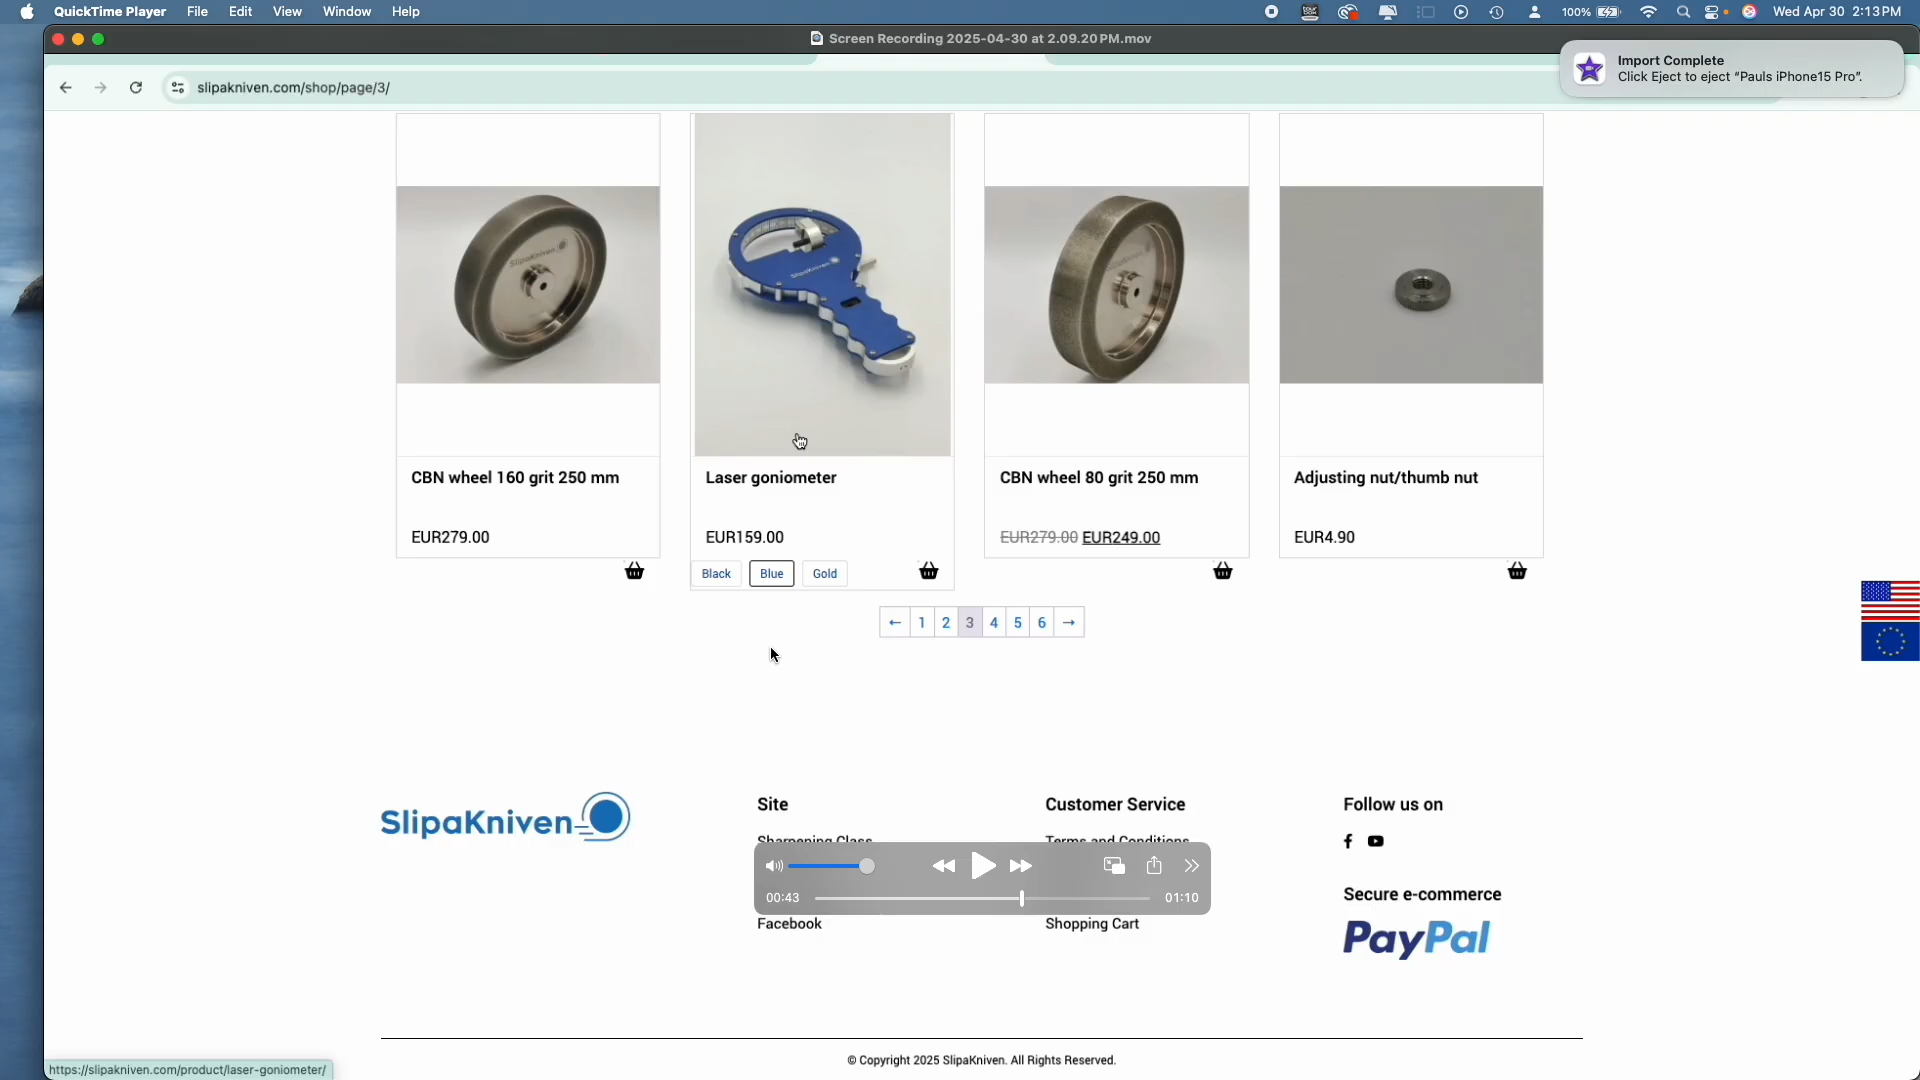 QuickTime Player File Edit View Window Help
100% Wed Apr 30 2:13 PM
Screen Recording 2025-04-30 at 2.09.20 PM.mov
Import Complete
Click Eject to eject “Pauls iPhone15 Pro”.
slipakniven.com/shop/page/3/
SlipaKniven
SlipaKniven
CBN wheel 160 grit 250 mm
Laser goniometer
CBN wheel 80 grit 250 mm
Adjusting nut/thumb nut
EUR279.00
EUR159.00
EUR279.00 EUR249.00
EUR4.90
Black Blue Gold
← 1 2 3 4 5 6 →
SlipaKniven
Site
Customer Service
Follow us on
Sharpening Class
Terms and Conditions
00:43
01:10
Secure e-commerce
Facebook
Shopping Cart
PayPal
© Copyright 2025 SlipaKniven. All Rights Reserved.
https://slipakniven.com/product/laser-goniometer/